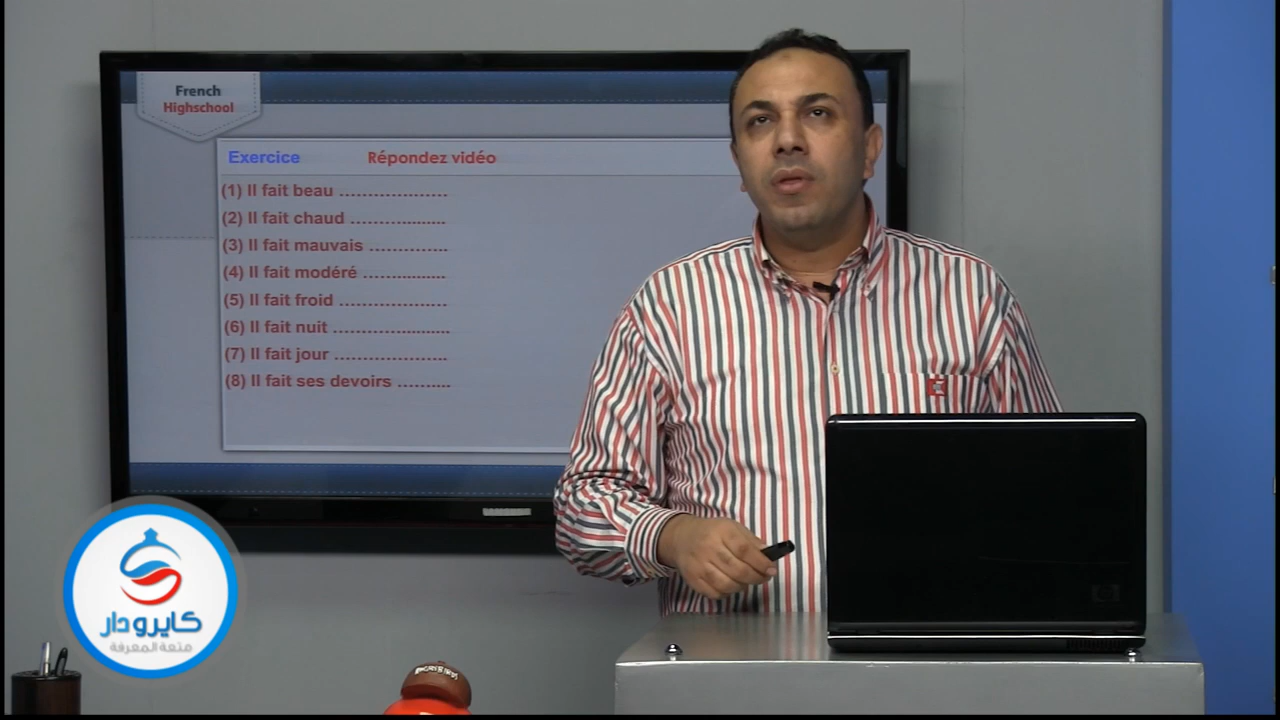 French
Highschool
Exercice Répondez vidéo
(1) Il fait beau .....................
(2) Il fait chaud ...................
(3) Il fait mauvais ...............
(4) Il fait modéré ................
(5) Il fait froid ......................
(6) Il fait nuit .......................
(7) Il fait jour ......................
(8) Il fait ses devoirs ..........
SAMSUNG
كايرودار
متعة المعرفة